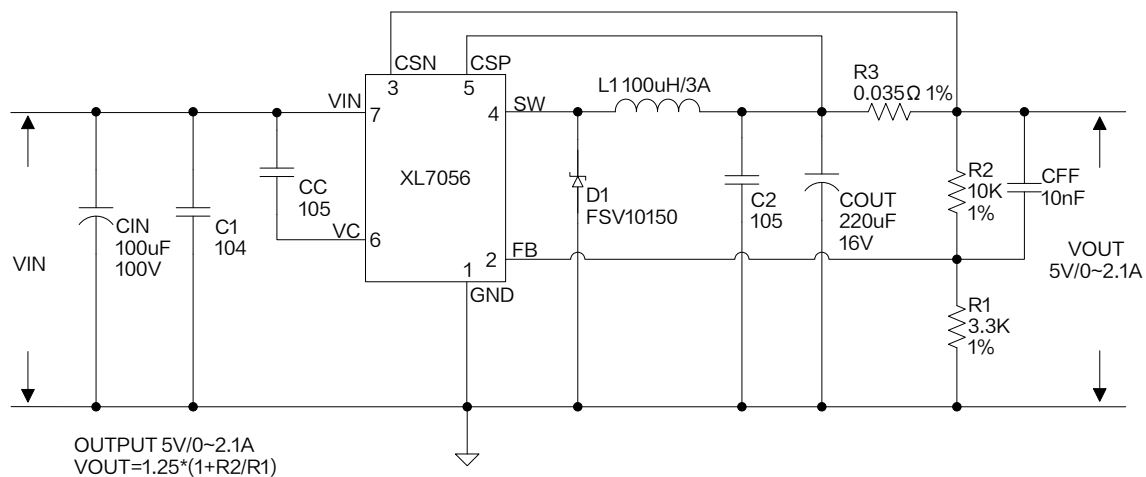 CSN
CSP
3
5
VIN
7
XL7056
4
SW
L1 100uH/3A
R3
0.035Ω 1%
CC
105
VC
6
2
FB
1
GND
CIN
100uF
100V
C1
104
D1
FSV10150
C2
105
COUT
220uF
16V
R2
10K
1%
CFF
10nF
R1
3.3K
1%
VIN
VOUT
5V/0~2.1A
OUTPUT 5V/0~2.1A
VOUT=1.25*(1+R2/R1)